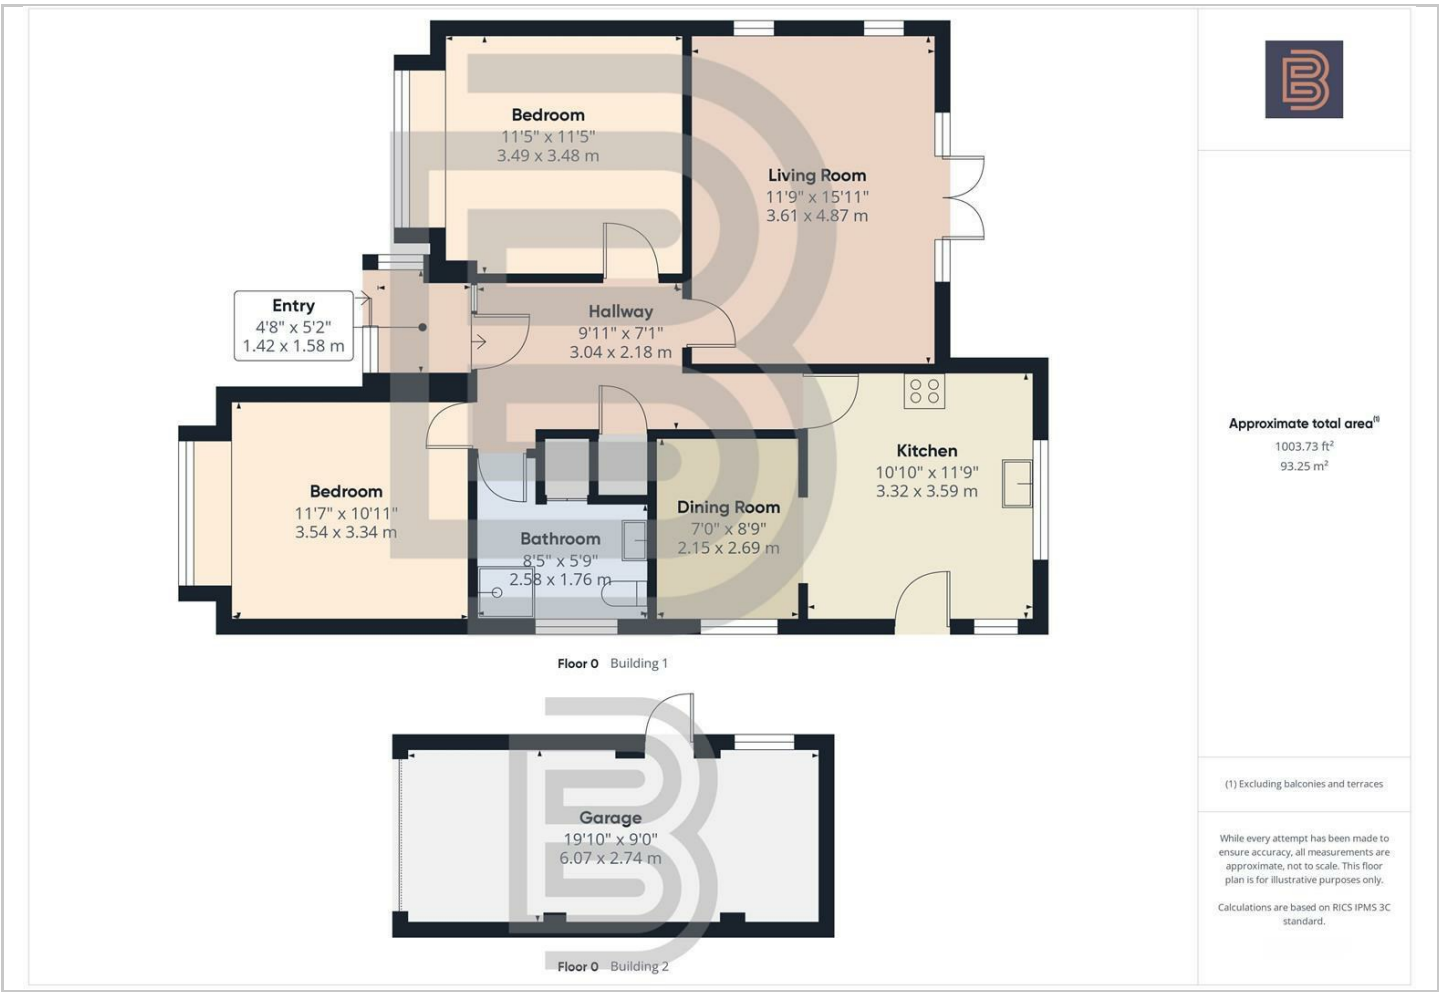 Bedroom
11'5" x 11'5"
3.49 x 3.48 m
Living Room
11'9" x 15'11"
3.61 x 4.87 m
Entry
4'8" x 5'2"
1.42 x 1.58 m
Hallway
9'11" x 7'1"
3.04 x 2.18 m
Bedroom
11'7" x 10'11"
3.54 x 3.34 m
Bathroom
8'5" x 5'9"
2.58 x 1.76 m
Dining Room
7'0" x 8'9"
2.15 x 2.69 m
Kitchen
10'10" x 11'9"
3.32 x 3.59 m
Floor 0 Building 1
Garage
19'10" x 9'0"
6.07 x 2.74 m
Floor 0 Building 2
Approximate total area⁽¹⁾
1003.73 ft²
93.25 m²
(1) Excluding balconies and terraces
While every attempt has been made to
ensure accuracy, all measurements are
approximate, not to scale. This floor
plan is for illustrative purposes only.
Calculations are based on RICS IPMS 3C
standard.